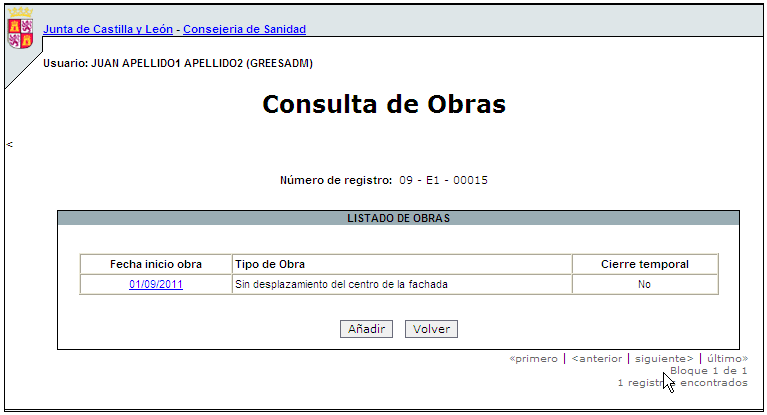 Junta de Castilla y León - Consejeria de Sanidad
Usuario: JUAN APELLIDO1 APELLIDO2 (GREESADM)
Consulta de Obras
<
Número de registro: 09 - E1 - 00015
LISTADO DE OBRAS
Fecha inicio obra Tipo de Obra Cierre temporal
01/09/2011 Sin desplazamiento del centro de la fachada No
Añadir Volver
«primero | <anterior | siguiente> | último»
Bloque 1 de 1
1 registros encontrados